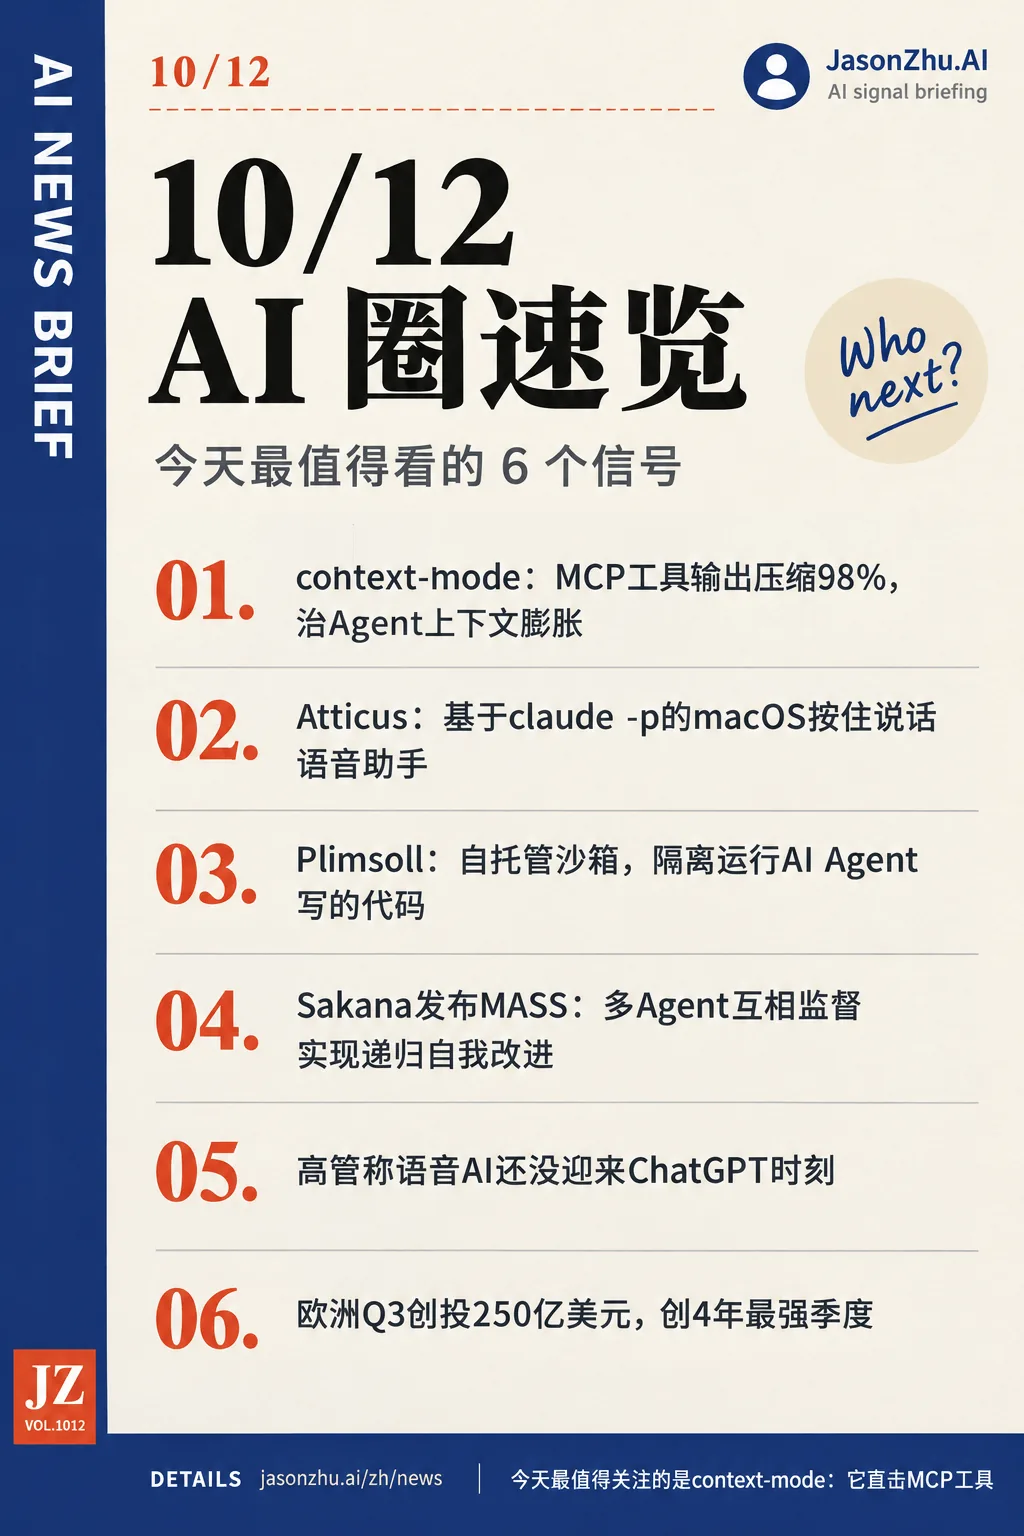 AI NEWS BRIEF
10/12
JasonZhu.AI
AI signal briefing
10/12
AI 圈速览
Who
next?
今天最值得看的 6 个信号
01.
context-mode：MCP工具输出压缩98%，
治Agent上下文膨胀
02.
Atticus：基于claude -p的macOS按住说话
语音助手
03.
Plimsoll：自托管沙箱，隔离运行AI Agent
写的代码
04.
Sakana发布MASS：多Agent互相监督
实现递归自我改进
05.
高管称语音AI还没迎来ChatGPT时刻
06.
欧洲Q3创投250亿美元，创4年最强季度
JZ
VOL.1012
DETAILS jasonzhu.ai/zh/news
今天最值得关注的是context-mode：它直击MCP工具